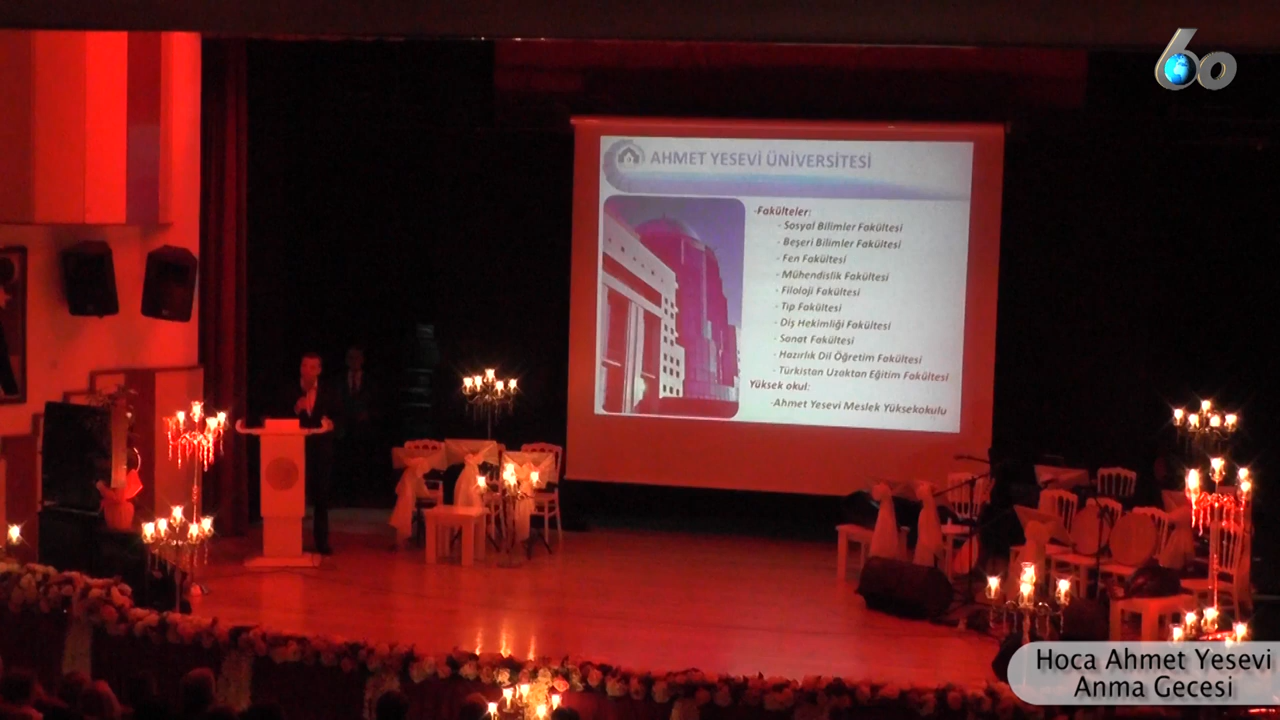 60
AHMET YESEVİ ÜNİVERSİTESİ
-Fakülteler:
- Sosyal Bilimler Fakültesi
- Beşeri Bilimler Fakültesi
- Fen Fakültesi
- Mühendislik Fakültesi
- Filoloji Fakültesi
- Tıp Fakültesi
- Diş Hekimliği Fakültesi
- Sanat Fakültesi
- Hazırlık Dil Öğretim Fakültesi
- Türkistan Uzaktan Eğitim Fakültesi
Yüksek okul:
-Ahmet Yesevi Meslek Yüksekokulu
Hoca Ahmet Yesevi
Anma Gecesi